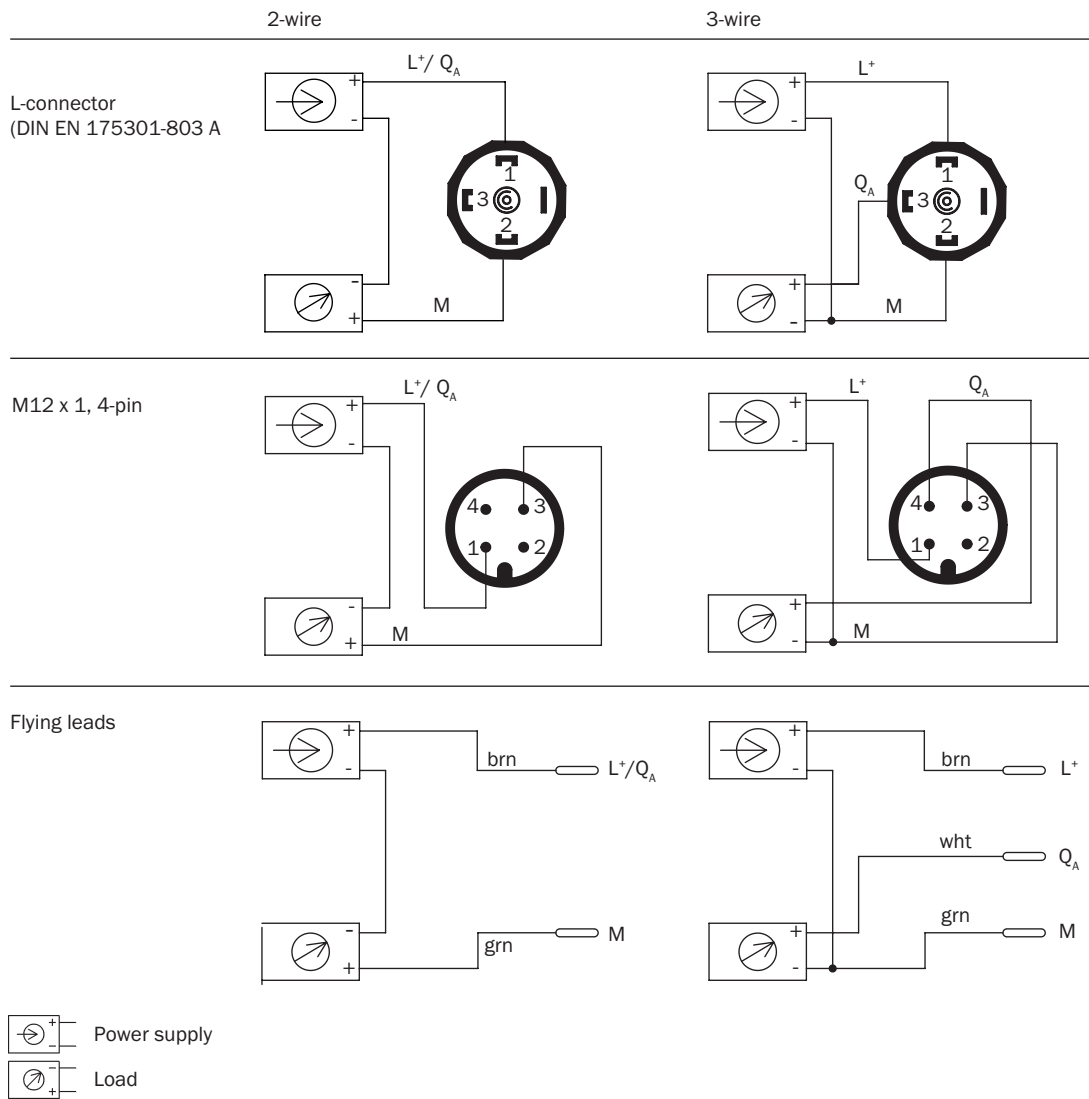 2-wire 3-wire
L-connector
(DIN EN 175301-803 A
+ L⁺/ Q_A
-
1
3
2
-
+ M
+ L⁺
-
1
Q_A 3
2
+
- M
M12 x 1, 4-pin
+ L⁺/ Q_A
-
4 3
1 2
-
+ M
+ L⁺ Q_A
-
4 3
1 2
+
- M
Flying leads
+
- brn L⁺/Q_A
- M
+ grn
+
- brn L⁺
wht Q_A
grn
+ M
-
+
- Power supply
-
+ Load